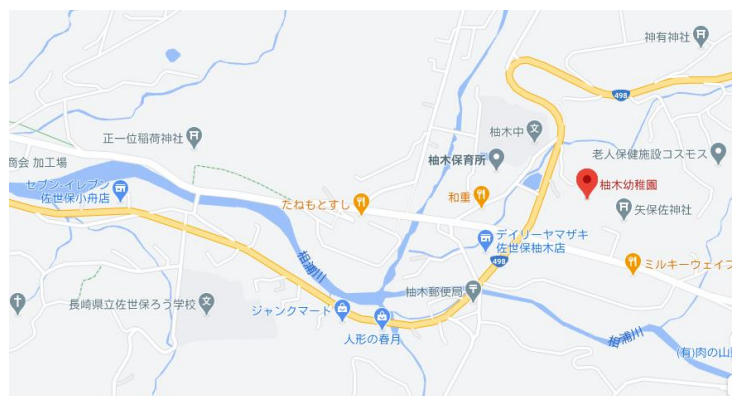 神有神社
498
柚木中
正一位稲荷神社
柚木保育所
老人保健施設コスモス
商会 加工場
セブン-イレブン
佐世保小舟店
柚木幼稚園
和重
たねもとすし
矢保佐神社
デイリーヤマザキ
佐世保柚木店
498
ミルキーウェイブ
相浦川
柚木郵便局
長崎県立佐世保ろう学校
ジャンクマート
人形の春月
相浦川
(有)肉の山